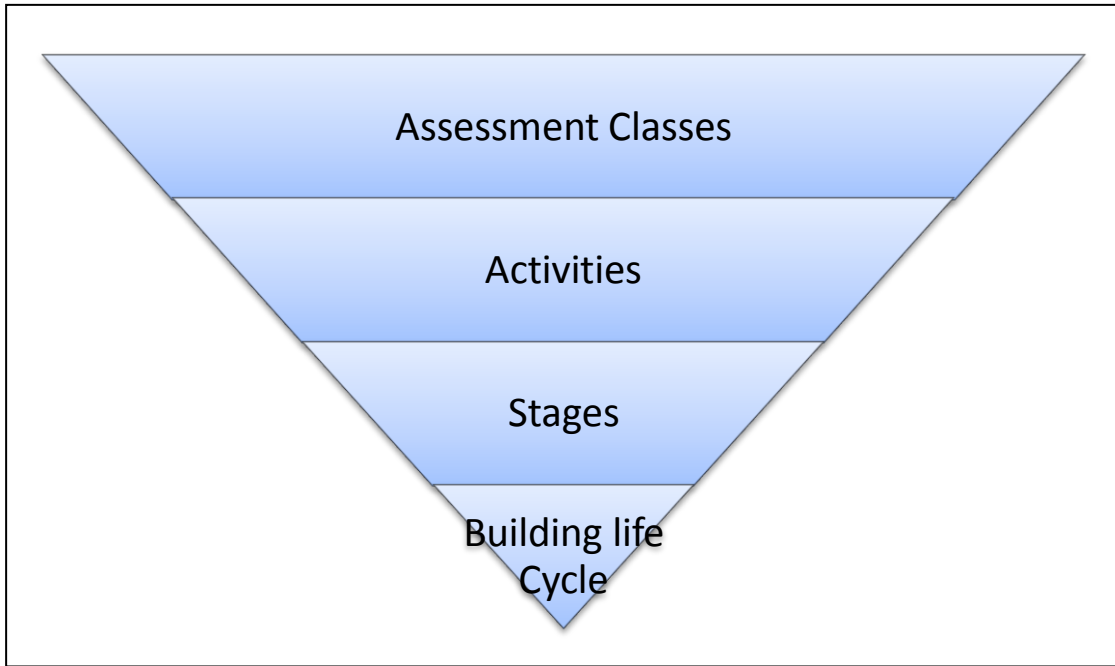 Assessment Classes
Activities
Stages
Building life
Cycle